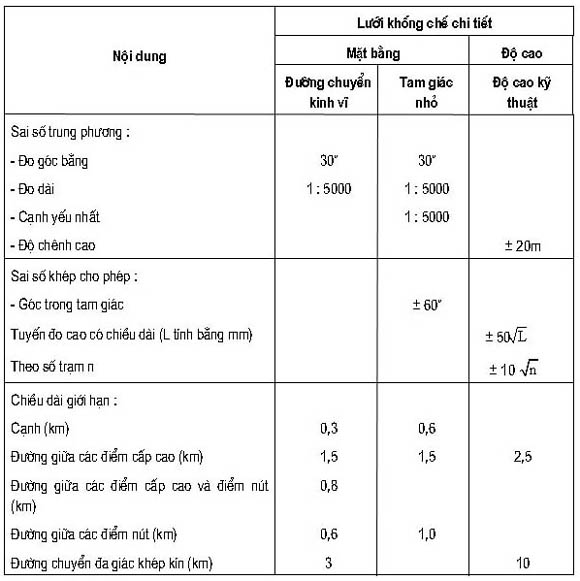 Lưới khống chế chi tiết
Nội dung
Mặt bằng
Độ cao
Đường chuyển kinh vĩ
Tam giác nhỏ
Độ cao kỹ thuật
Sai số trung phương :
- Đo góc bằng 30" 30"
- Đo dài 1 : 5000 1 : 5000
- Cạnh yếu nhất 1 : 5000
- Độ chênh cao ± 20m
Sai số khép cho phép :
- Góc trong tam giác ± 60"
Tuyến đo cao có chiều dài (L tính bằng mm) ± 50√L
Theo số trạm n ± 10 √n
Chiều dài giới hạn :
Cạnh (km) 0,3 0,6
Đường giữa các điểm cấp cao (km) 1,5 1,5 2,5
Đường giữa các điểm cấp cao và điểm nút (km) 0,8
Đường giữa các điểm nút (km) 0,6 1,0
Đường chuyển đa giác khép kín (km) 3 10